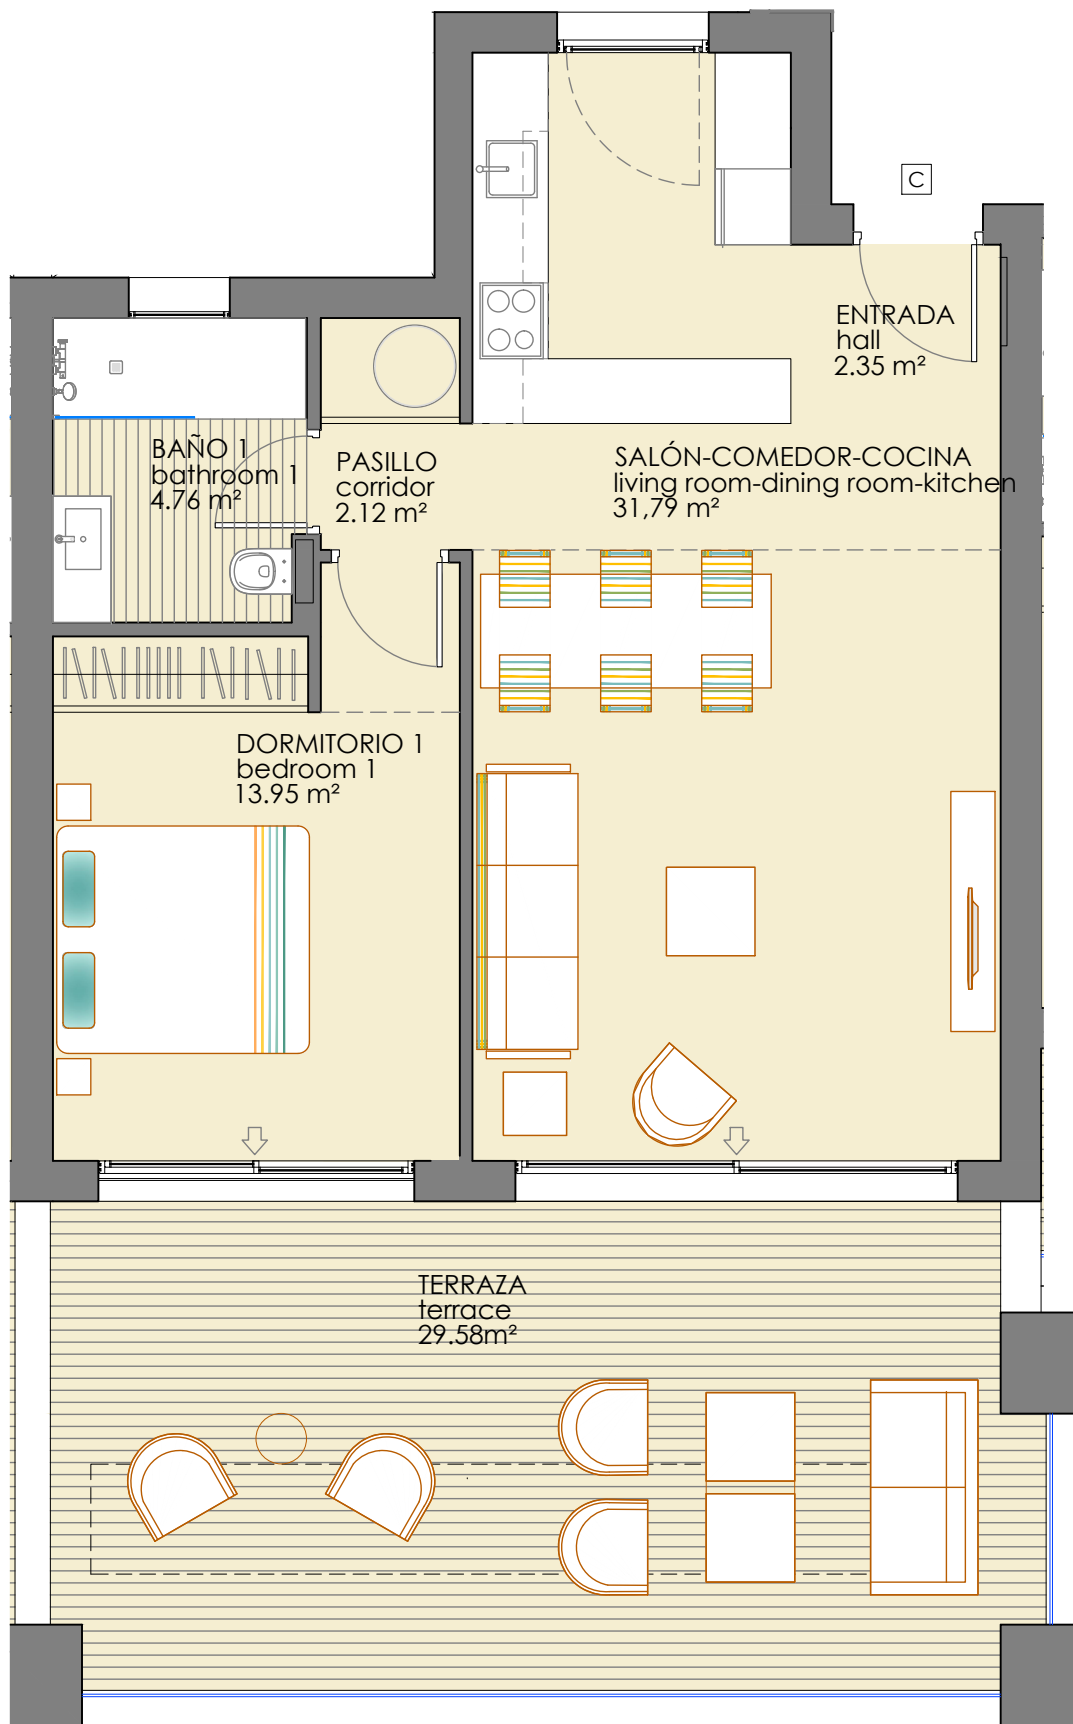 C
ENTRADA
hall
2.35 m²
BAÑO 1
bathroom 1
4.76 m²
PASILLO
corridor
2.12 m²
SALÓN-COMEDOR-COCINA
living room-dining room-kitchen
31,79 m²
DORMITORIO 1
bedroom 1
13.95 m²
TERRAZA
terrace
29.58m²